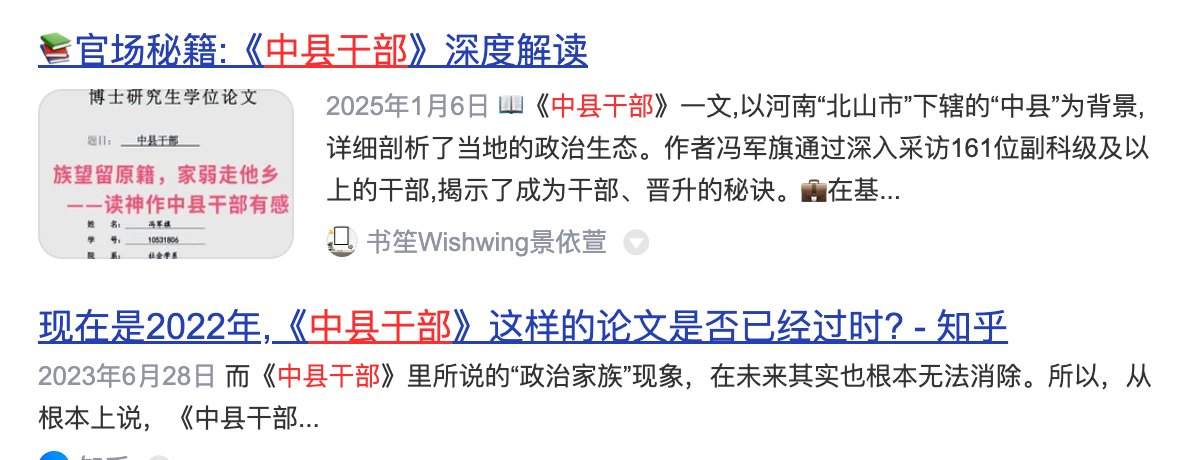 📚官场秘籍:《中县干部》深度解读
博士研究生学位论文
题目: 中县干部
族望留原籍，家弱走他乡
——读神作中县干部有感
姓 名: 冯军旗
学 号: 10531806
院 系: 社会学系
2025年1月6日 📖《中县干部》一文,以河南“北山市”下辖的“中县”为背景,
详细剖析了当地的政治生态。作者冯军旗通过深入采访161位副科级及以
上的干部,揭示了成为干部、晋升的秘诀。💼在基...
书笙Wishwing景依萱
现在是2022年,《中县干部》这样的论文是否已经过时? - 知乎
2023年6月28日 而《中县干部》里所说的“政治家族”现象，在未来其实也根本无法消除。所以，从
根本上说，《中县干部...
知乎